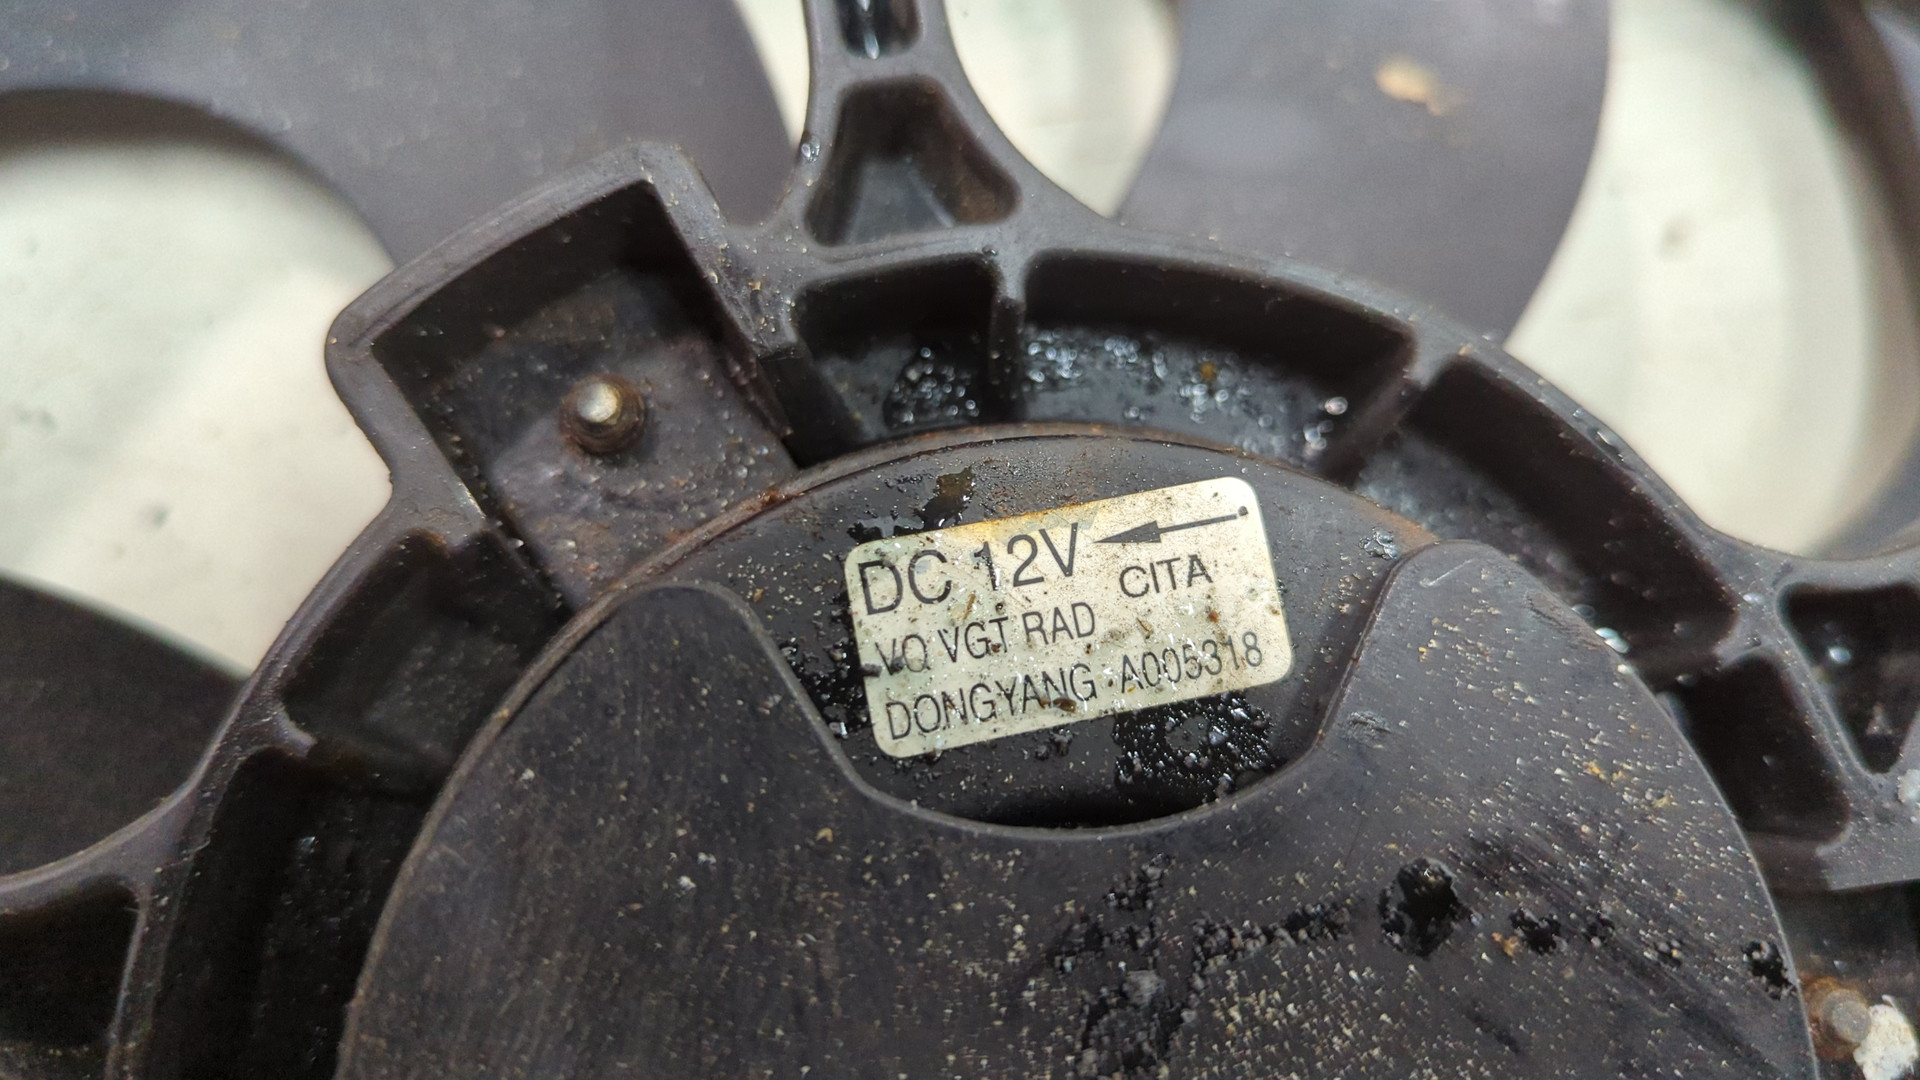 DC 12V
CITA
VQ VGT RAD
DONGYANG A005318